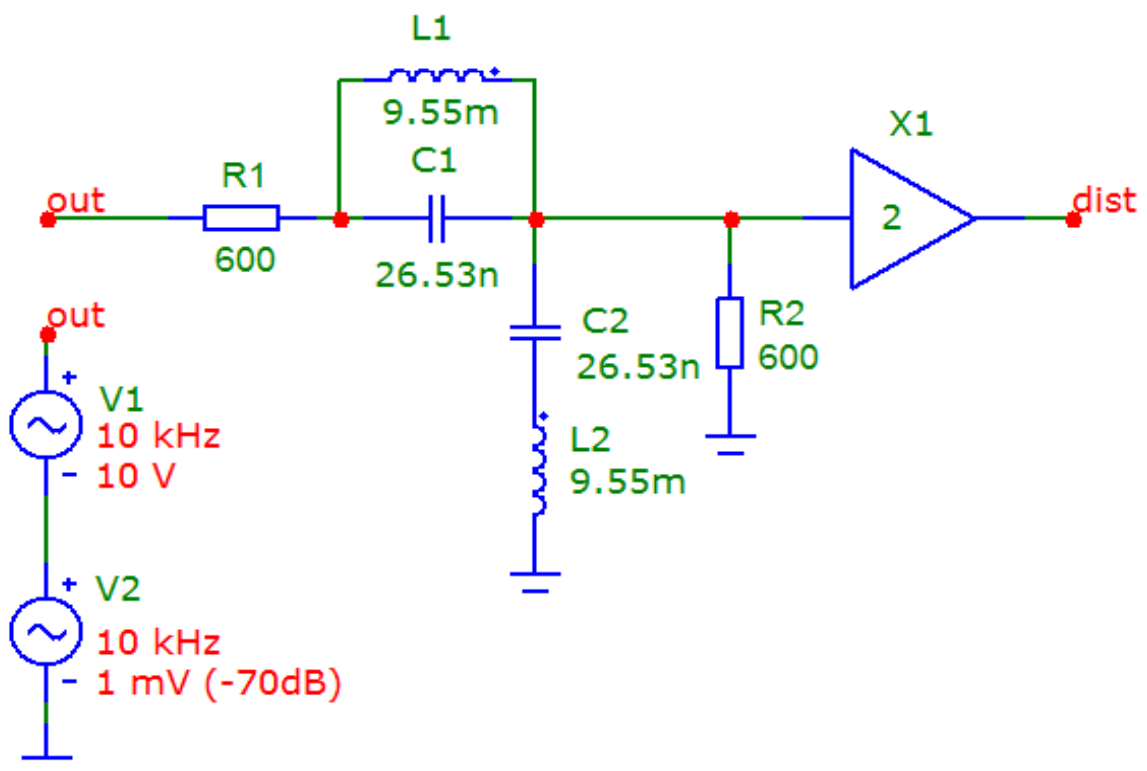 L1
9.55m
C1
26.53n
out
R1
600
X1
2
dist
R2
600
C2
26.53n
L2
9.55m
out
+
V1
10 kHz
10 V
-
+
V2
10 kHz
1 mV (-70dB)
-